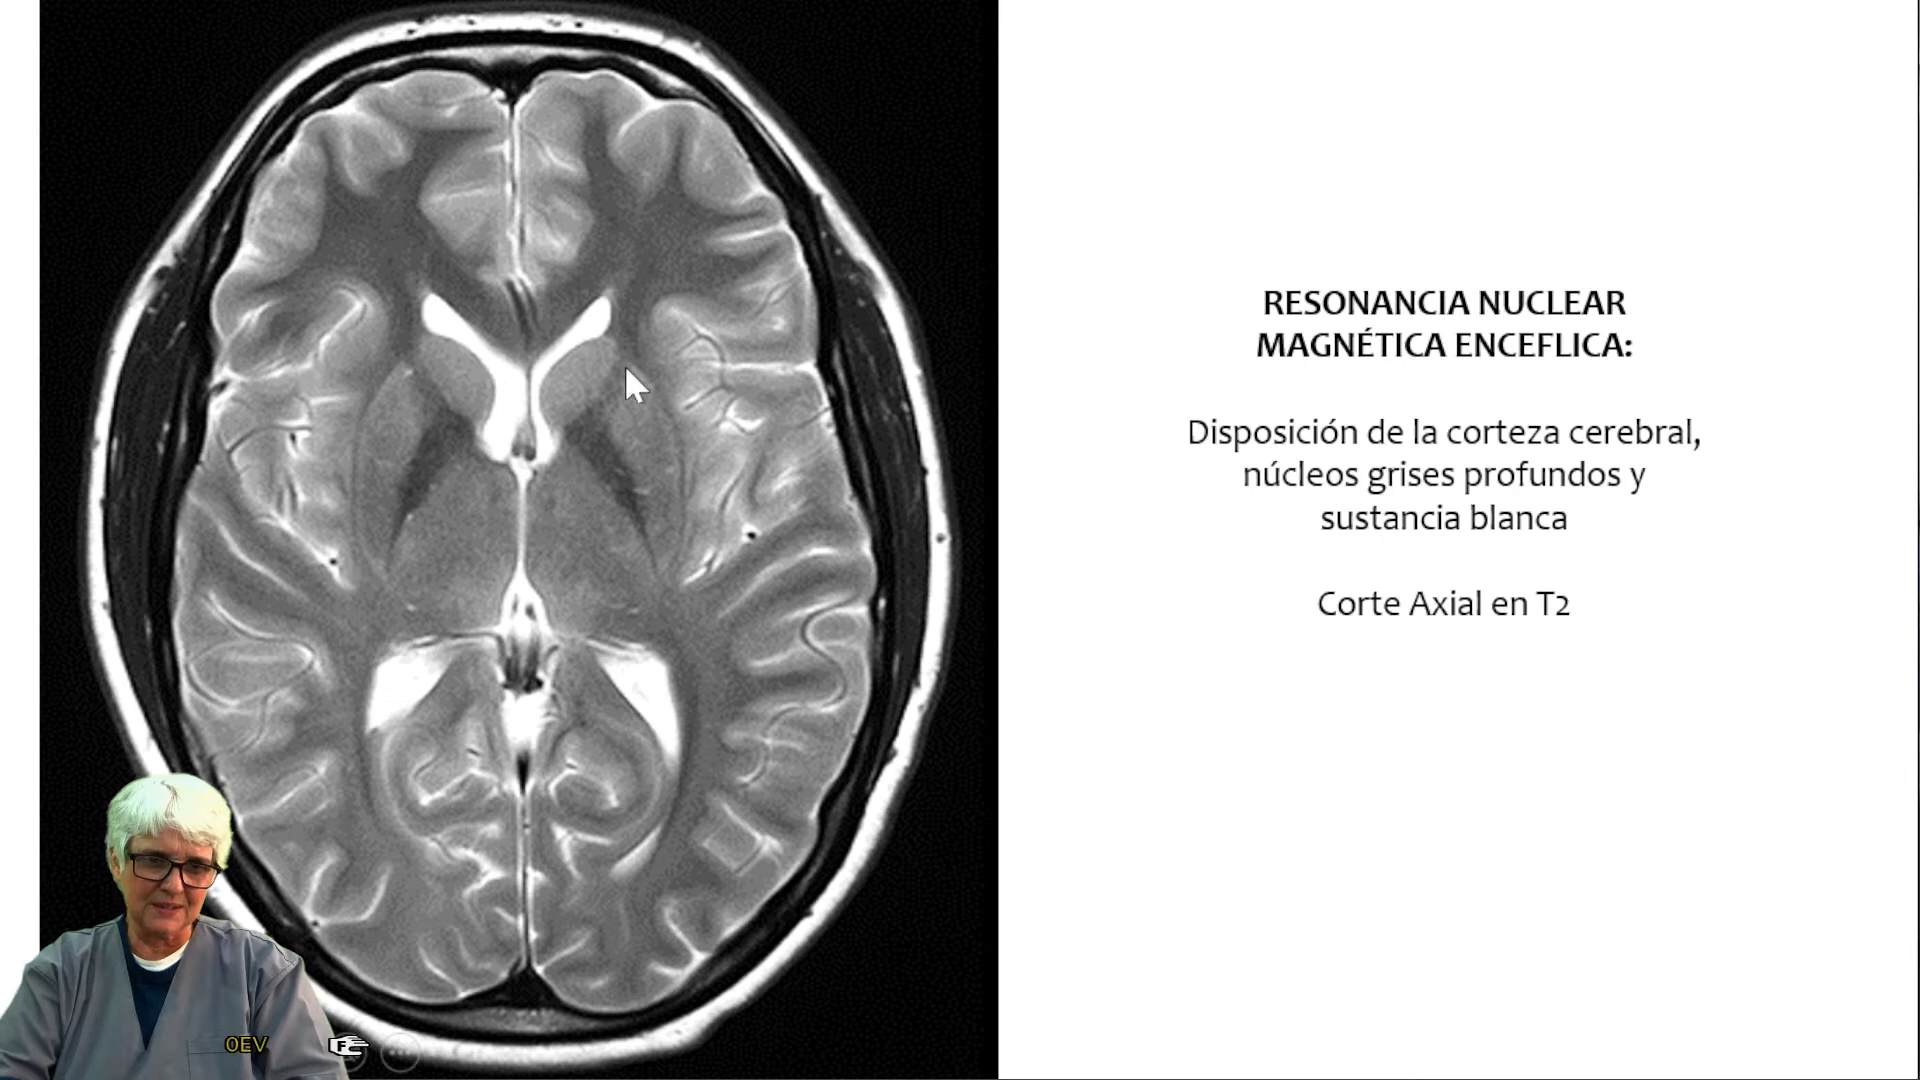 RESONANCIA NUCLEAR
MAGNÉTICA ENCEFLICA:
Disposición de la corteza cerebral,
núcleos grises profundos y
sustancia blanca
Corte Axial en T2
OEV
F